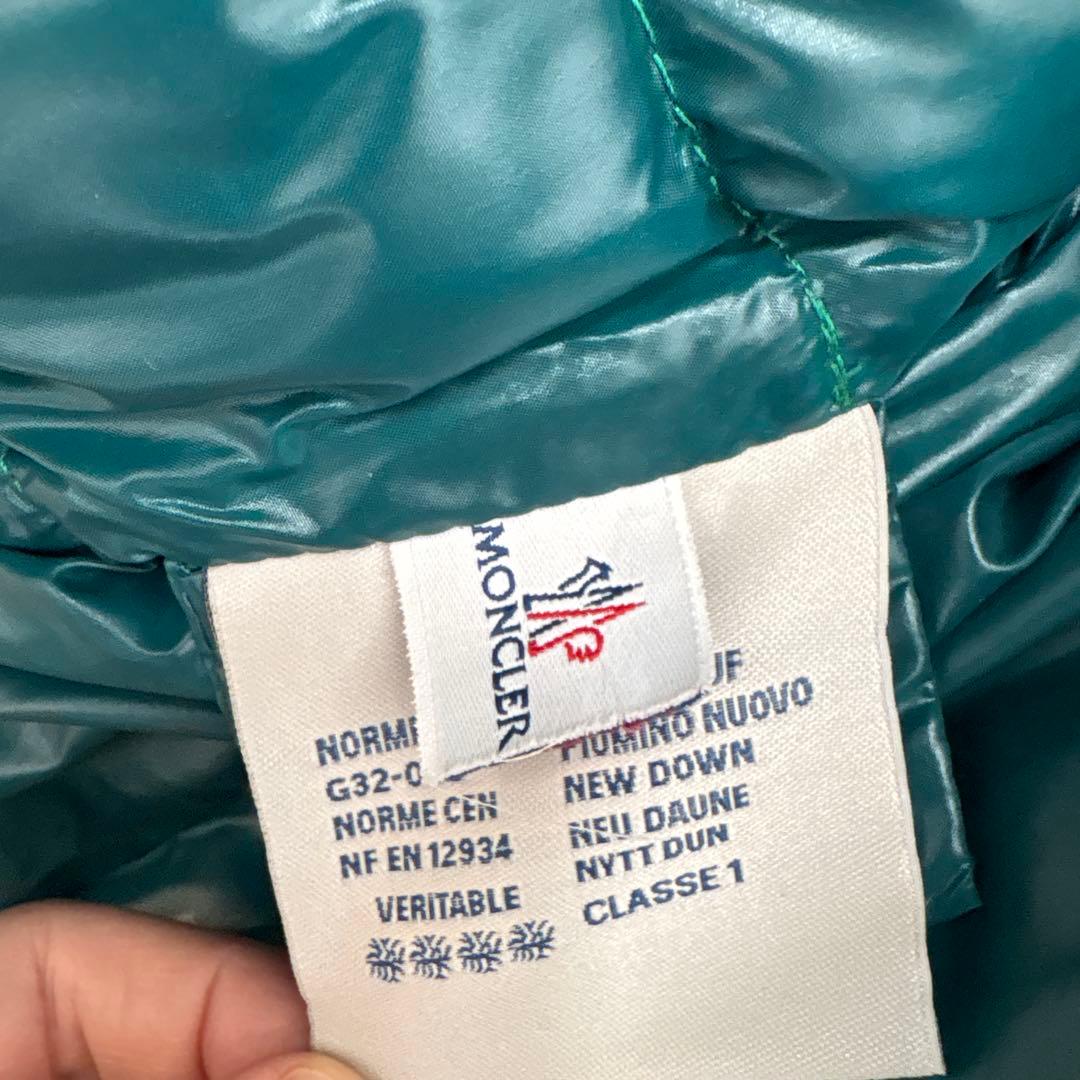 MONCLER
NORME
G32-0
NORME CEN
NF EN 12934
VERITABLE
UF
PIUMINO NUOVO
NEW DOWN
NEU DAUNE
NYTT DUN
CLASSE 1